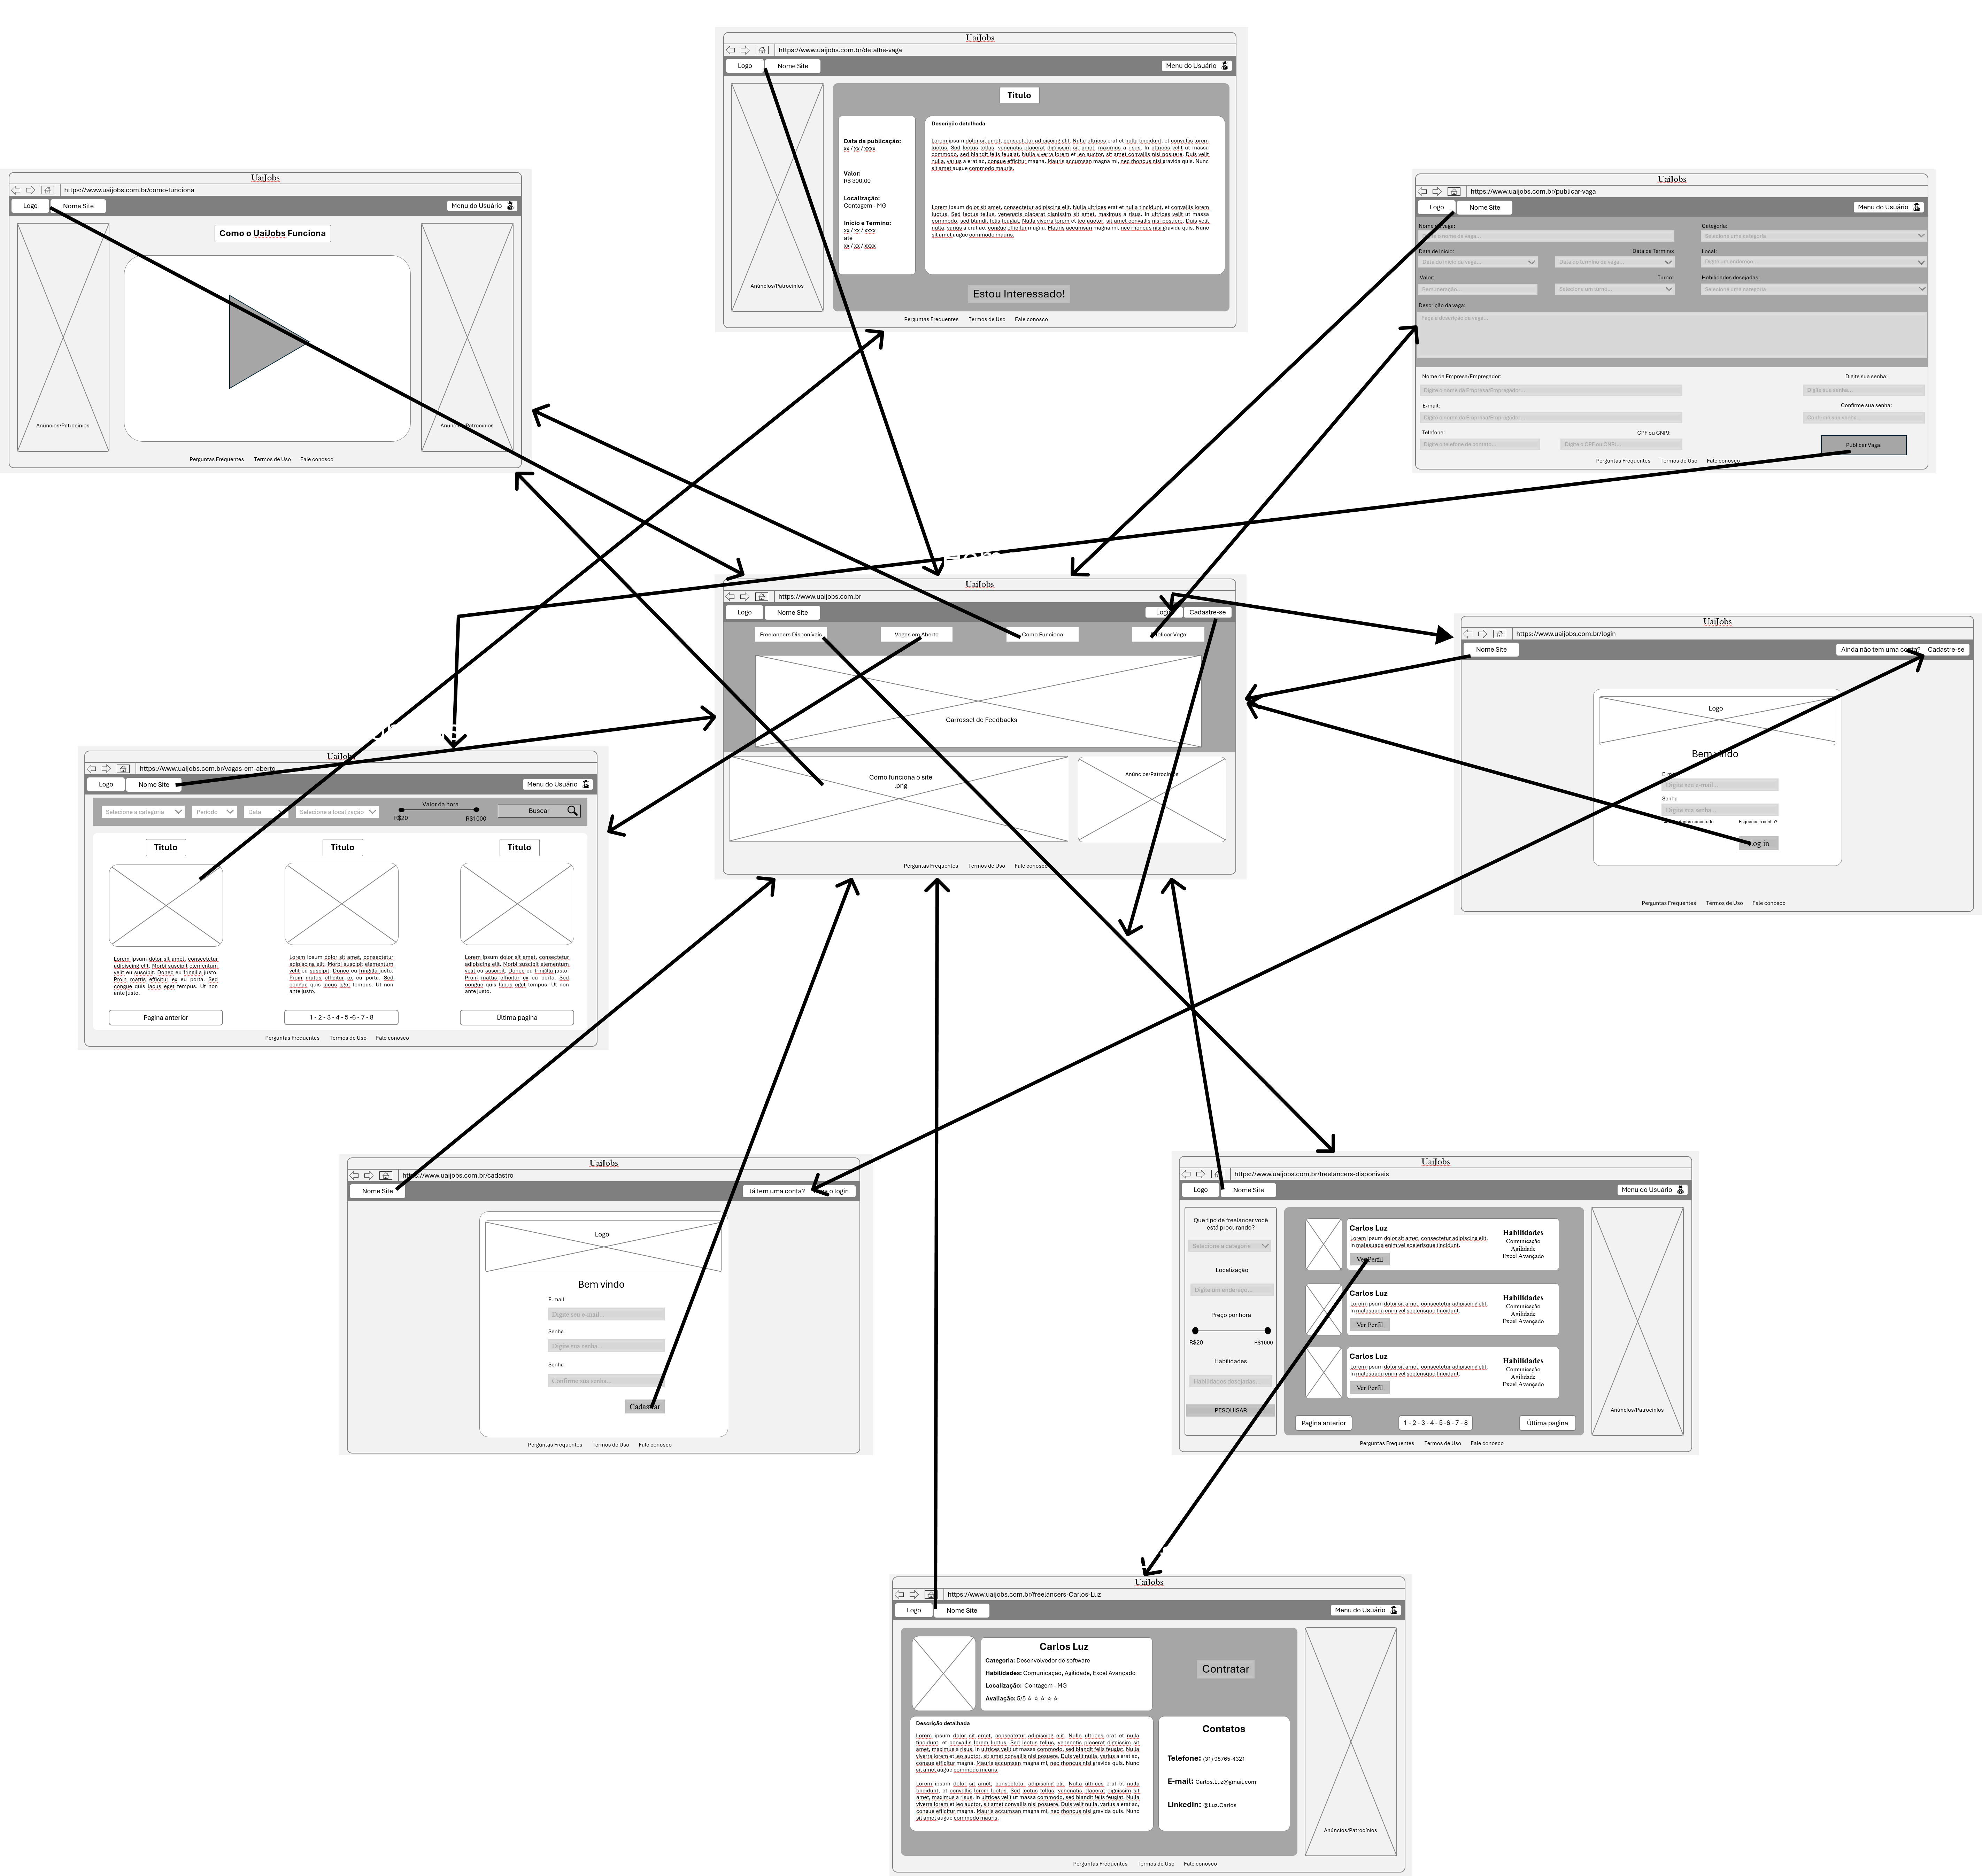 UaiJobs
https://www.uaijobs.com.br/detalhe-vaga
Logo
Nome Site
Menu do Usuário
Titulo
Data da publicação:
xx / xx / xxxx
Valor:
R$ 300,00
Localização:
Contagem - MG
Início e Termino:
xx / xx / xxxx
até
xx / xx / xxxx
Descrição detalhada
Lorem ipsum dolor sit amet, consectetur adipiscing elit. Nulla ultrices erat et nulla tincidunt, et convallis lorem
luctus. Sed lectus tellus, venenatis placerat dignissim sit amet, maximus a risus. In ultrices velit ut massa
commodo, sed blandit felis feugiat. Nulla viverra lorem et leo auctor, sit amet convallis nisi posuere. Duis velit
nulla, varius a erat ac, congue efficitur magna. Mauris accumsan magna mi, nec rhoncus nisi gravida quis. Nunc
sit amet augue commodo mauris.
Lorem ipsum dolor sit amet, consectetur adipiscing elit. Nulla ultrices erat et nulla tincidunt, et convallis lorem
luctus. Sed lectus tellus, venenatis placerat dignissim sit amet, maximus a risus. In ultrices velit ut massa
commodo, sed blandit felis feugiat. Nulla viverra lorem et leo auctor, sit amet convallis nisi posuere. Duis velit
nulla, varius a erat ac, congue efficitur magna. Mauris accumsan magna mi, nec rhoncus nisi gravida quis. Nunc
sit amet augue commodo mauris.
Anúncios/Patrocínios
Estou Interessado!
Perguntas Frequentes Termos de Uso Fale conosco
UaiJobs
https://www.uaijobs.com.br/como-funciona
Logo
Nome Site
Menu do Usuário
Como o UaiJobs Funciona
Anúncios/Patrocínios
Anúncios/Patrocínios
Perguntas Frequentes Termos de Uso Fale conosco
UaiJobs
https://www.uaijobs.com.br/publicar-vaga
Logo
Nome Site
Menu do Usuário
Nome da vaga:
Categoria:
Selecione uma categoria
Data de Início:
Data de Termino:
Local:
Data do início da vaga...
Data do termino da vaga...
Digite um endereço...
Valor:
Turno:
Habilidades desejadas:
Remuneração...
Selecione um turno...
Selecione uma categoria
Descrição da vaga:
Faça a descrição da vaga...
Nome da Empresa/Empregador:
Digite sua senha:
Digite o nome da Empresa/Empregador...
Digite sua senha...
E-mail:
Confirme sua senha:
Digite o nome da Empresa/Empregador...
Confirme sua senha...
Telefone:
CPF ou CNPJ:
Digite o telefone de contato...
Digite o CPF ou CNPJ...
Publicar Vaga!
Perguntas Frequentes Termos de Uso Fale conosco
UaiJobs
https://www.uaijobs.com.br
Logo
Nome Site
Login
Cadastre-se
Freelancers Disponíveis
Vagas em Aberto
Como Funciona
Publicar Vaga
Carrossel de Feedbacks
Como funciona o site
.png
Anúncios/Patrocínios
Perguntas Frequentes Termos de Uso Fale conosco
UaiJobs
https://www.uaijobs.com.br/login
Nome Site
Ainda não tem uma conta? Cadastre-se
Logo
Bem vindo
E-mail
Digite seu e-mail...
Senha
Digite sua senha...
conectado
Esqueceu a senha?
Log in
Perguntas Frequentes Termos de Uso Fale conosco
UaiJobs
https://www.uaijobs.com.br/vagas-em-aberto
Logo
Nome Site
Menu do Usuário
Selecione a categoria
Período
Data
Selecione a localização
Valor da hora
R$20
R$1000
Buscar
Titulo
Titulo
Titulo
Lorem ipsum dolor sit amet, consectetur
adipiscing elit. Morbi suscipit elementum
velit eu suscipit. Donec eu fringilla justo.
Proin mattis efficitur ex eu porta. Sed
congue quis lacus eget tempus. Ut non
ante justo.
Lorem ipsum dolor sit amet, consectetur
adipiscing elit. Morbi suscipit elementum
velit eu suscipit. Donec eu fringilla justo.
Proin mattis efficitur ex eu porta. Sed
congue quis lacus eget tempus. Ut non
ante justo.
Lorem ipsum dolor sit amet, consectetur
adipiscing elit. Morbi suscipit elementum
velit eu suscipit. Donec eu fringilla justo.
Proin mattis efficitur ex eu porta. Sed
congue quis lacus eget tempus. Ut non
ante justo.
Pagina anterior
1 - 2 - 3 - 4 - 5 -6 - 7 - 8
Última pagina
Perguntas Frequentes Termos de Uso Fale conosco
UaiJobs
https://www.uaijobs.com.br/cadastro
Nome Site
Já tem uma conta? o login
Logo
Bem vindo
E-mail
Digite seu e-mail...
Senha
Digite sua senha...
Senha
Confirme sua senha...
Cadastrar
Perguntas Frequentes Termos de Uso Fale conosco
UaiJobs
https://www.uaijobs.com.br/freelancers-disponiveis
Logo
Nome Site
Menu do Usuário
Que tipo de freelancer você
está procurando?
Selecione a categoria
Localização
Digite um endereço...
Preço por hora
R$20
R$1000
Habilidades
Habilidades desejadas...
PESQUISAR
Carlos Luz
Lorem ipsum dolor sit amet, consectetur adipiscing elit.
In malesuada enim vel scelerisque tincidunt.
Ver Perfil
Habilidades
Comunicação
Agilidade
Excel Avançado
Carlos Luz
Lorem ipsum dolor sit amet, consectetur adipiscing elit.
In malesuada enim vel scelerisque tincidunt.
Ver Perfil
Habilidades
Comunicação
Agilidade
Excel Avançado
Carlos Luz
Lorem ipsum dolor sit amet, consectetur adipiscing elit.
In malesuada enim vel scelerisque tincidunt.
Ver Perfil
Habilidades
Comunicação
Agilidade
Excel Avançado
Pagina anterior
1 - 2 - 3 - 4 - 5 -6 - 7 - 8
Última pagina
Anúncios/Patrocínios
Perguntas Frequentes Termos de Uso Fale conosco
UaiJobs
https://www.uaijobs.com.br/freelancers-Carlos-Luz
Logo
Nome Site
Menu do Usuário
Carlos Luz
Categoria: Desenvolvedor de software
Habilidades: Comunicação, Agilidade, Excel Avançado
Localização: Contagem - MG
Avaliação: 5/5 ☆ ☆ ☆ ☆ ☆
Contratar
Descrição detalhada
Lorem ipsum dolor sit amet, consectetur adipiscing elit. Nulla ultrices erat et nulla
tincidunt, et convallis lorem luctus. Sed lectus tellus, venenatis placerat dignissim sit
amet, maximus a risus. In ultrices velit ut massa commodo, sed blandit felis feugiat. Nulla
viverra lorem et leo auctor, sit amet convallis nisi posuere. Duis velit nulla, varius a erat ac,
congue efficitur magna. Mauris accumsan magna mi, nec rhoncus nisi gravida quis. Nunc
sit amet augue commodo mauris.
Lorem ipsum dolor sit amet, consectetur adipiscing elit. Nulla ultrices erat et nulla
tincidunt, et convallis lorem luctus. Sed lectus tellus, venenatis placerat dignissim sit
amet, maximus a risus. In ultrices velit ut massa commodo, sed blandit felis feugiat. Nulla
viverra lorem et leo auctor, sit amet convallis nisi posuere. Duis velit nulla, varius a erat ac,
congue efficitur magna. Mauris accumsan magna mi, nec rhoncus nisi gravida quis. Nunc
sit amet augue commodo mauris.
Contatos
Telefone: (31) 98765-4321
E-mail: Carlos.Luz@gmail.com
LinkedIn: @Luz.Carlos
Anúncios/Patrocínios
Perguntas Frequentes Termos de Uso Fale conosco